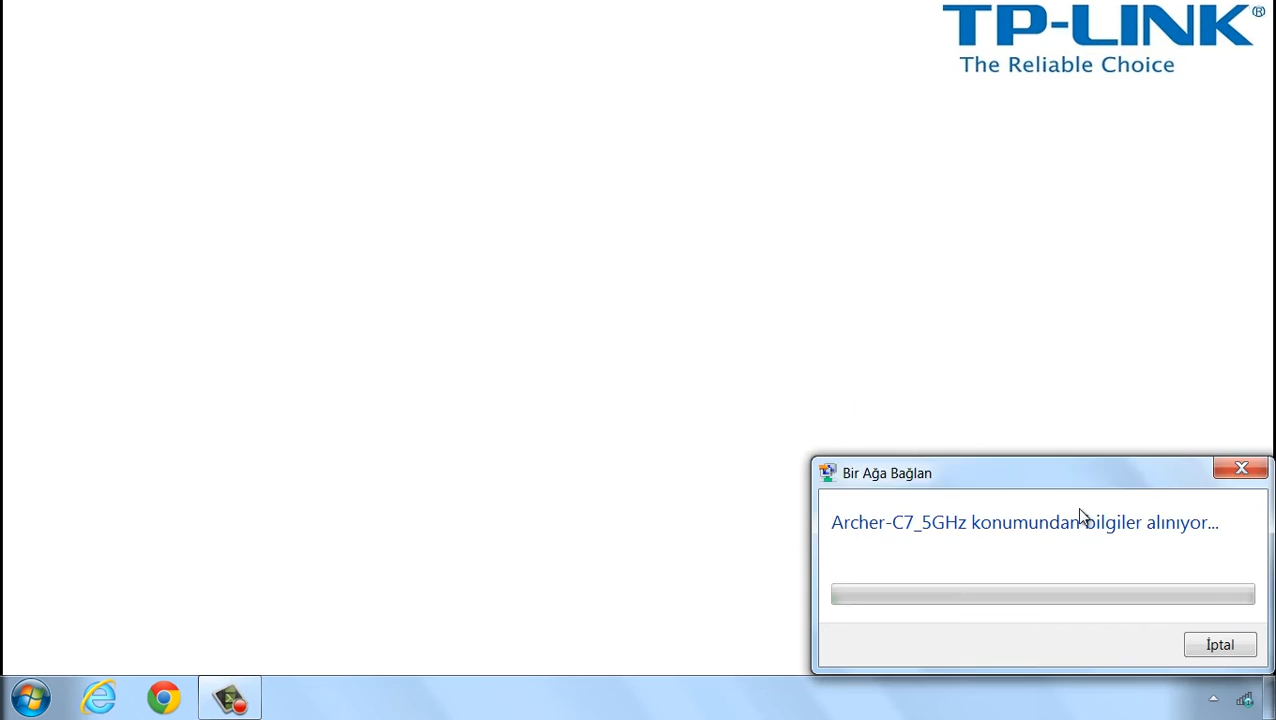 TP-LINK®
The Reliable Choice
Bir Ağa Bağlan
Archer-C7_5GHz konumundan bilgiler alınıyor...
İptal